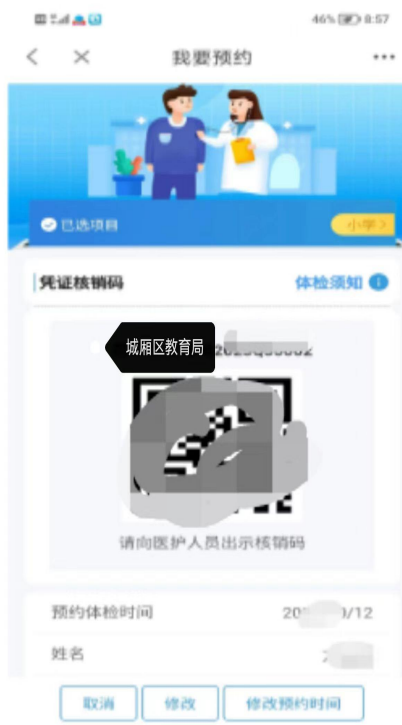 46% 8:57
我要预约
已选项目
小学>
凭证核销码
体检须知
城厢区教育局
请向医护人员出示核销码
预约体检时间
姓名
取消 修改 修改预约时间